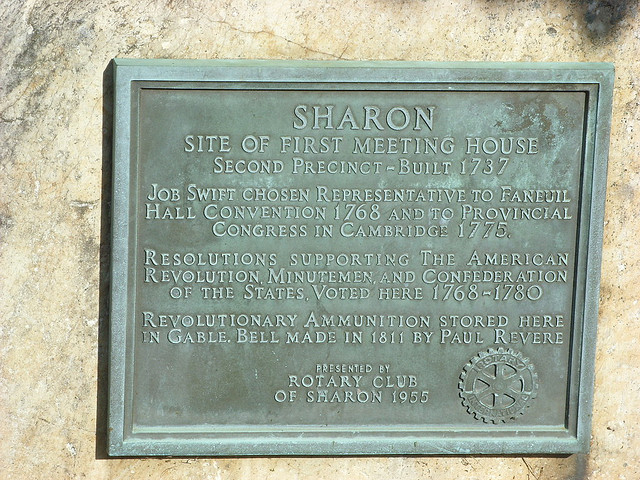 SHARON
SITE OF FIRST MEETING HOUSE
SECOND PRECINCT - BUILT 1737
JOB SWIFT CHOSEN REPRESENTATIVE TO FANEUIL
HALL CONVENTION 1768 AND TO PROVINCIAL
CONGRESS IN CAMBRIDGE 1775.
RESOLUTIONS SUPPORTING THE AMERICAN
REVOLUTION, MINUTEMEN, AND CONFEDERATION
OF THE STATES, VOTED HERE 1768-1780
REVOLUTIONARY AMMUNITION STORED HERE
IN GABLE. BELL MADE IN 1811 BY PAUL REVERE
PRESENTED BY
ROTARY CLUB
OF SHARON 1955
ROTARY
INTERNATIONAL